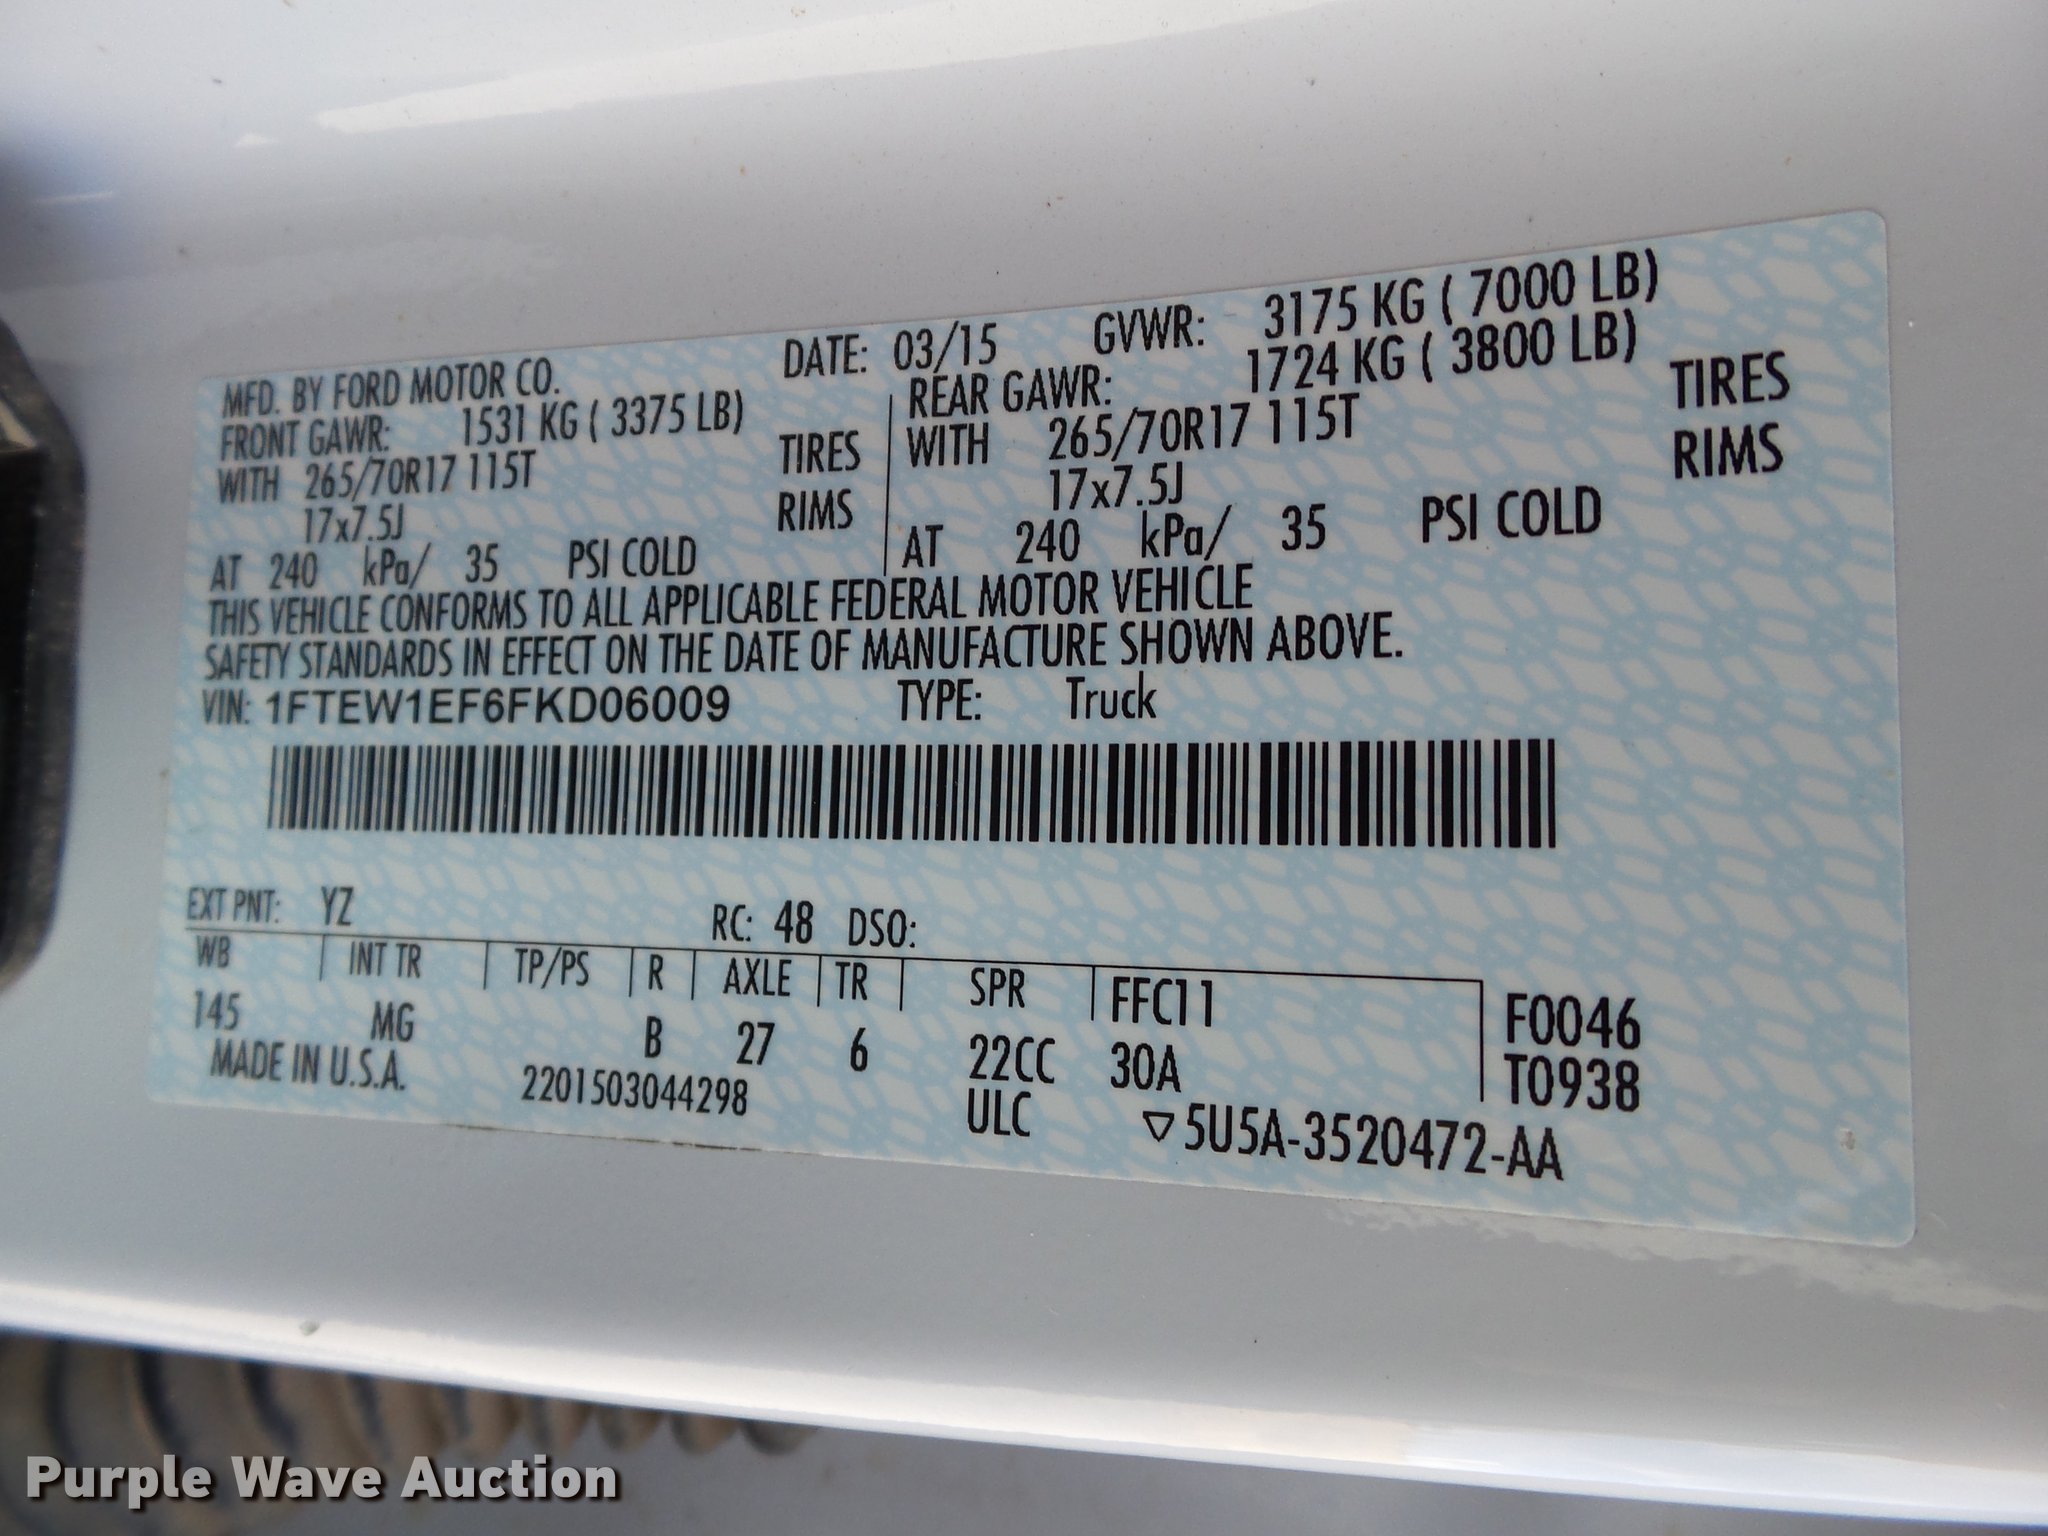 MFD. BY FORD MOTOR CO. DATE: 03/15 GVWR: 3175 KG ( 7000 LB)
FRONT GAWR: 1531 KG ( 3375 LB) REAR GAWR: 1724 KG ( 3800 LB)
WITH 265/70R17 115T TIRES WITH 265/70R17 115T TIRES
17x7.5J RIMS 17x7.5J RIMS
AT 240 kPa/ 35 PSI COLD AT 240 kPa/ 35 PSI COLD
THIS VEHICLE CONFORMS TO ALL APPLICABLE FEDERAL MOTOR VEHICLE
SAFETY STANDARDS IN EFFECT ON THE DATE OF MANUFACTURE SHOWN ABOVE.
VIN: 1FTEW1EF6FKD06009 TYPE: Truck
EXT PNT: YZ RC: 48 DSO:
WB INT TR TP/PS R AXLE TR SPR FFC11 F0046
145 MG B 27 6 22CC 30A T0938
MADE IN U.S.A. 2201503044298 ULC ▽5U5A-3520472-AA
Purple Wave Auction